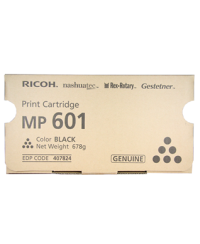 RICOH nashuatec Rex-Rotary Gestetner
Print Cartridge
MP 601
Color BLACK
Net Weight 678g
EDP CODE 407824
GENUINE